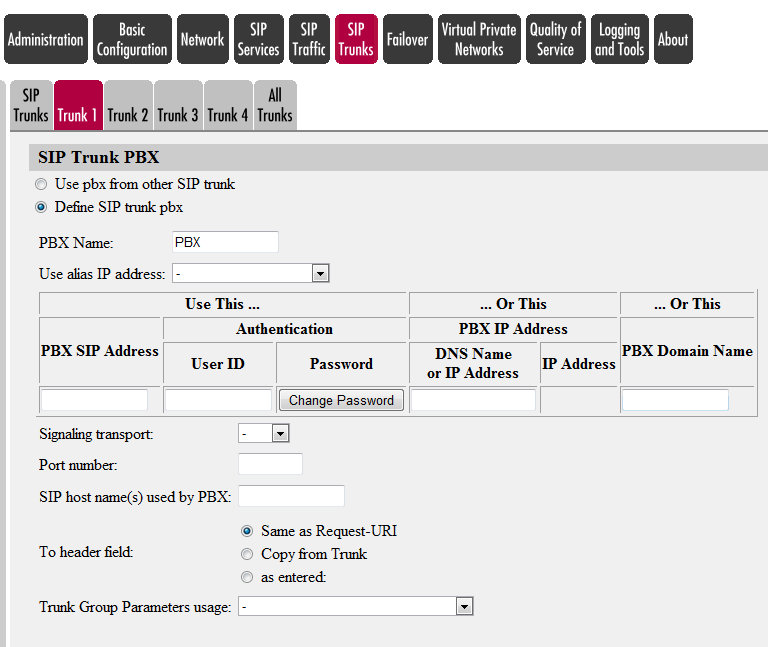 Administration
Basic
Configuration
Network
SIP
Services
SIP
Traffic
SIP
Trunks
Failover
Virtual Private
Networks
Quality of
Service
Logging
and Tools
About
SIP
Trunks
Trunk 1
Trunk 2
Trunk 3
Trunk 4
All
Trunks
SIP Trunk PBX
Use pbx from other SIP trunk
Define SIP trunk pbx
PBX Name: PBX
Use alias IP address: -
Use This ... ... Or This ... Or This
PBX SIP Address
Authentication
PBX IP Address
PBX Domain Name
User ID
Password
DNS Name
or IP Address
IP Address
Change Password
Signaling transport: -
Port number:
SIP host name(s) used by PBX:
To header field:
Same as Request-URI
Copy from Trunk
as entered:
Trunk Group Parameters usage: -